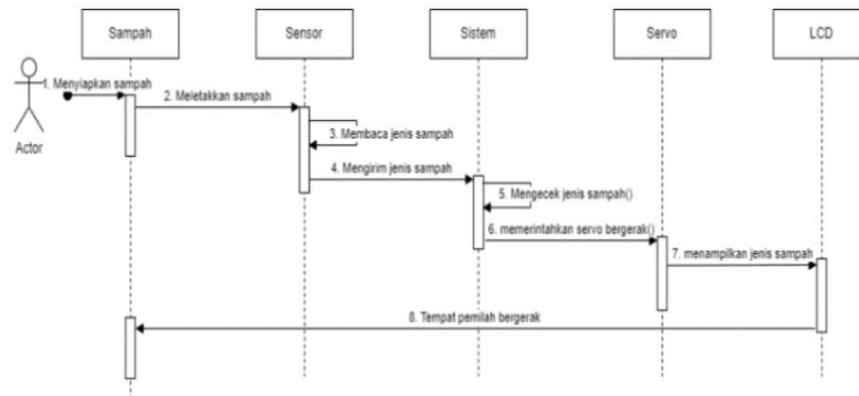 Sampah
Sensor
Sistem
Servo
LCD
1. Menyiapkan sampah
2. Meletakkan sampah
Actor
3. Membaca jenis sampah
4. Mengirim jenis sampah
5. Mengecek jenis sampah()
6. memerintahkan servo bergerak()
7. menampilkan jenis sampah
8. Tempat pemilah bergerak